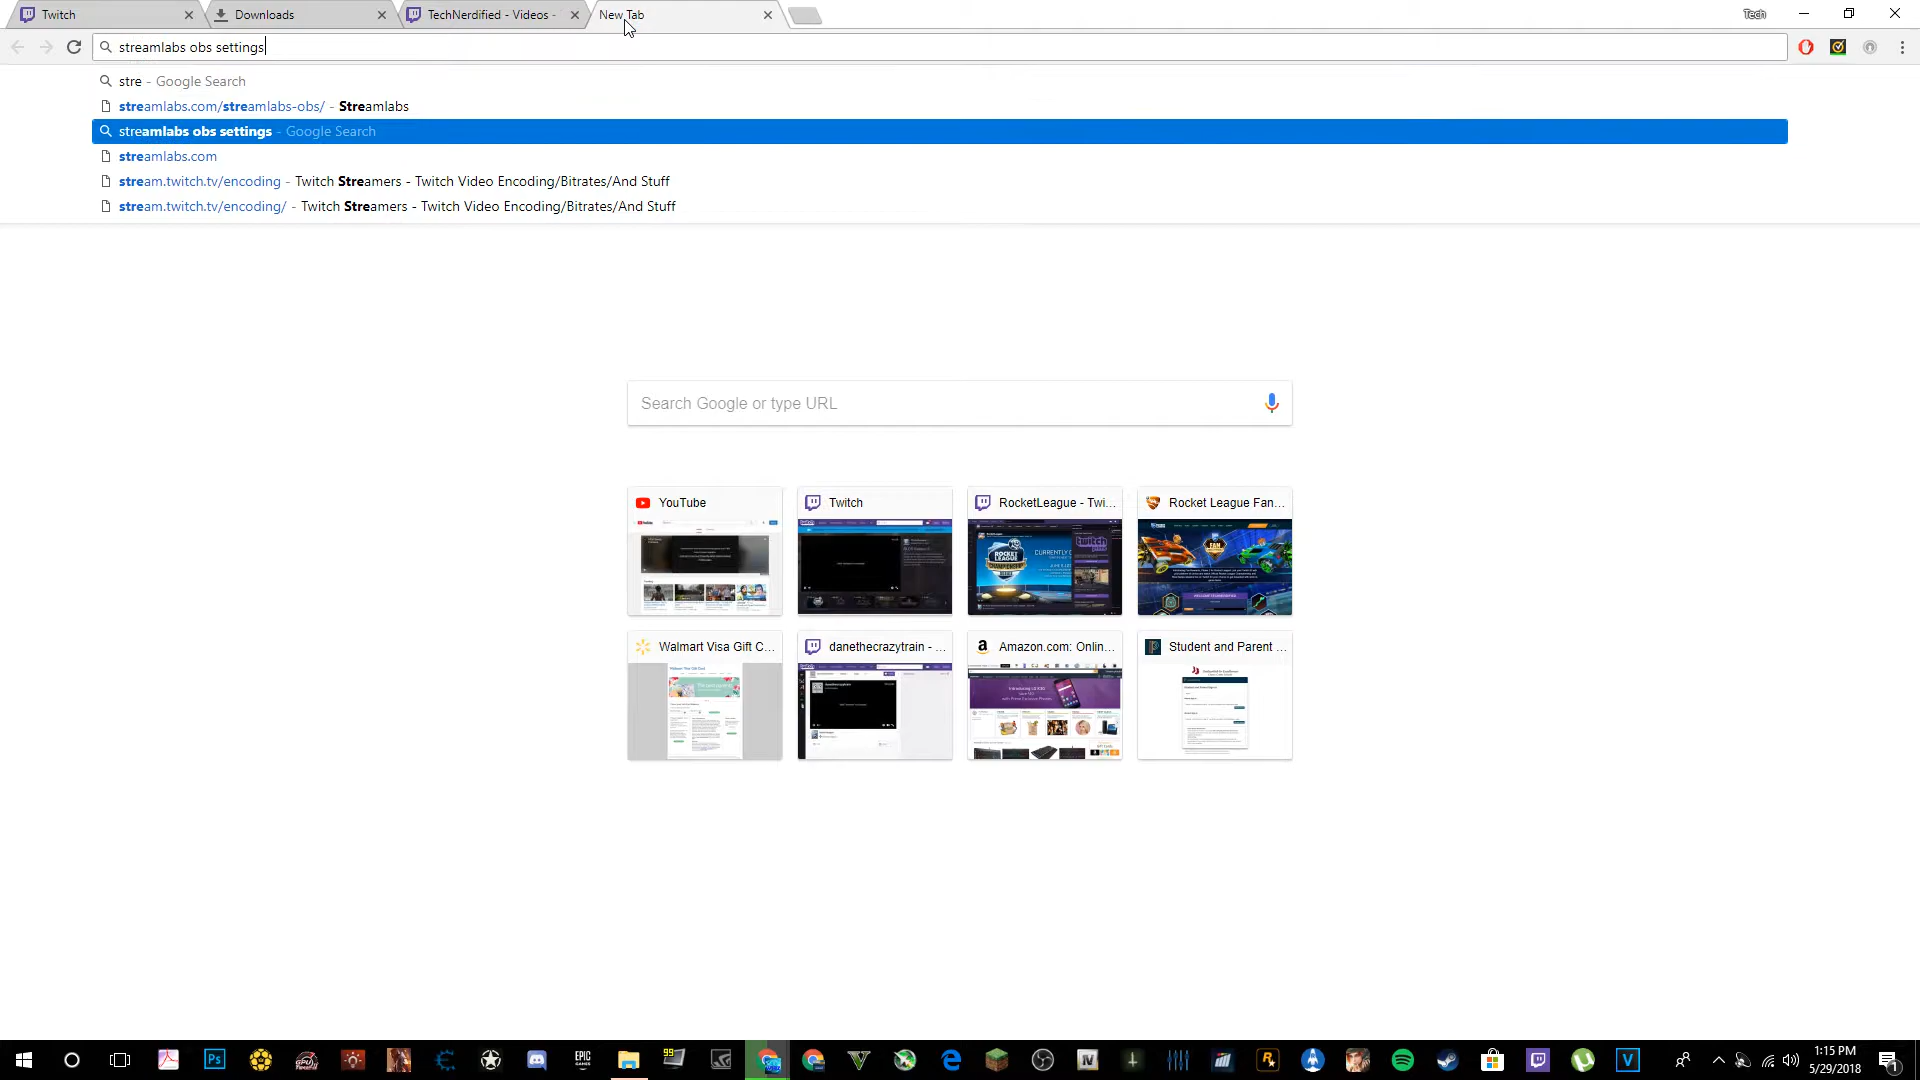 Twitch
Downloads
TechNerdified - Videos -
New Tab
Tech
streamlabs obs settings
stre - Google Search
streamlabs.com/streamlabs-obs/ - Streamlabs
streamlabs obs settings - Google Search
streamlabs.com
stream.twitch.tv/encoding - Twitch Streamers - Twitch Video Encoding/Bitrates/And Stuff
stream.twitch.tv/encoding/ - Twitch Streamers - Twitch Video Encoding/Bitrates/And Stuff
Search Google or type URL
YouTube
Twitch
RocketLeague - Twi...
Rocket League Fan...
Walmart Visa Gift C...
danethecrazytrain - ...
Amazon.com: Onlin...
Student and Parent ...
1:15 PM
5/29/2018